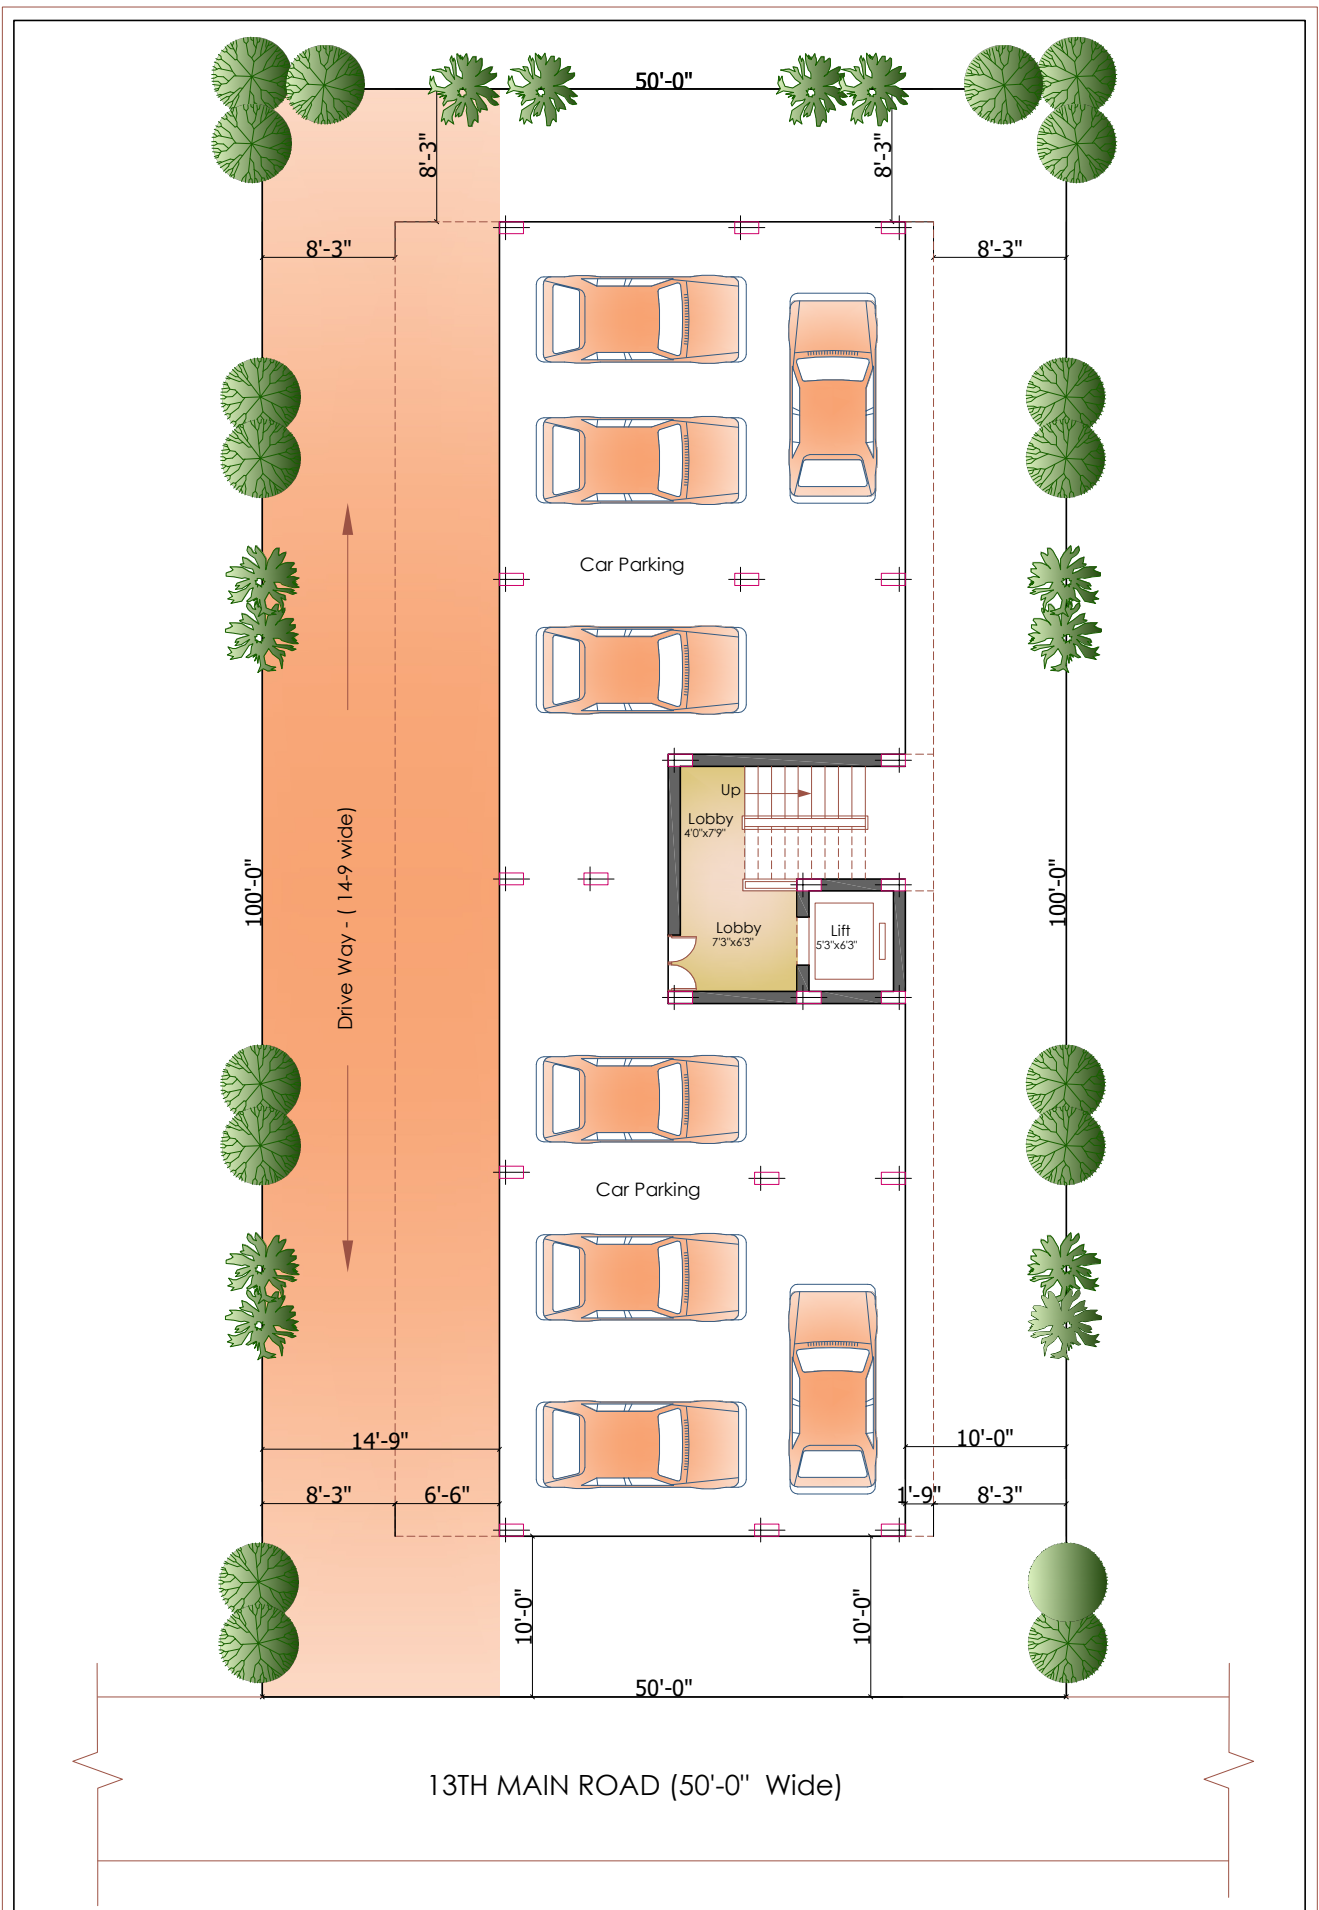 50'-0"
8'-3"
8'-3"
8'-3"
8'-3"
Car Parking
Up
Lobby
4'0"x7'9"
Drive Way - ( 14-9 wide)
100'-0"
100'-0"
Lobby
7'3"x6'3"
Lift
5'3"x6'3"
Car Parking
14'-9"
10'-0"
8'-3"
6'-6"
1'-9"
8'-3"
10'-0"
10'-0"
50'-0"
13TH MAIN ROAD (50'-0" Wide)